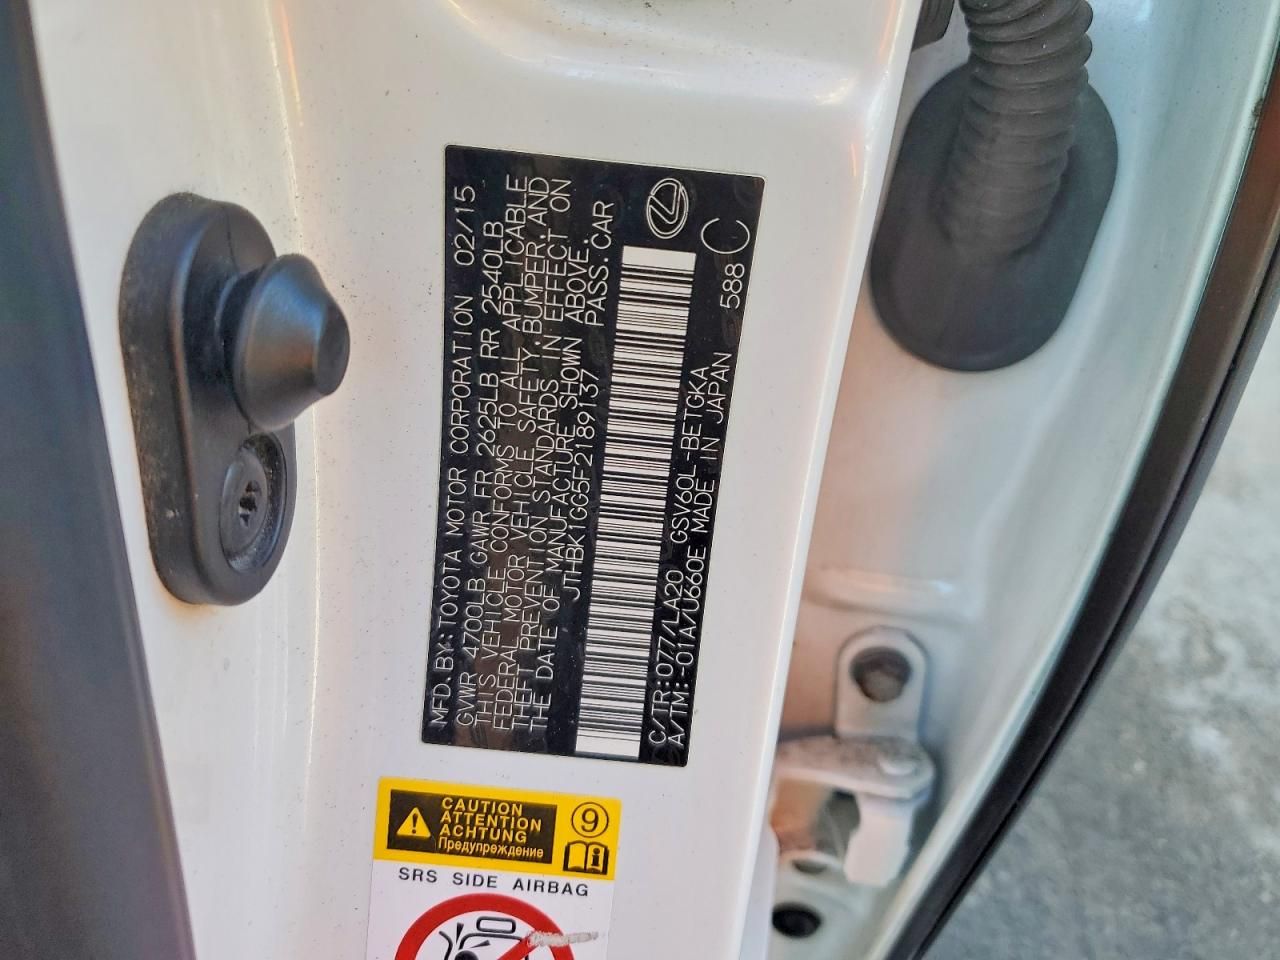 MFD.BY:TOYOTA MOTOR CORPORATION 02/15
GVWR 4700LB GAWR FR 2625LB RR 2540LB
THIS VEHICLE CONFORMS TO ALL APPLICABLE
FEDERAL MOTOR VEHICLE SAFETY,BUMPER,AND
THEFT PREVENTION STANDARDS IN EFFECT ON
THE DATE OF MANUFACTURE SHOWN ABOVE.
JTHBK1GG5F2189137 PASS.CAR
C/TR:077/LA20 GSV60L -BETGKA
A/TM:-01A/U660E MADE IN JAPAN 588 C
CAUTION
ATTENTION
ACHTUNG
Предупреждение
9
i
SRS SIDE AIRBAG